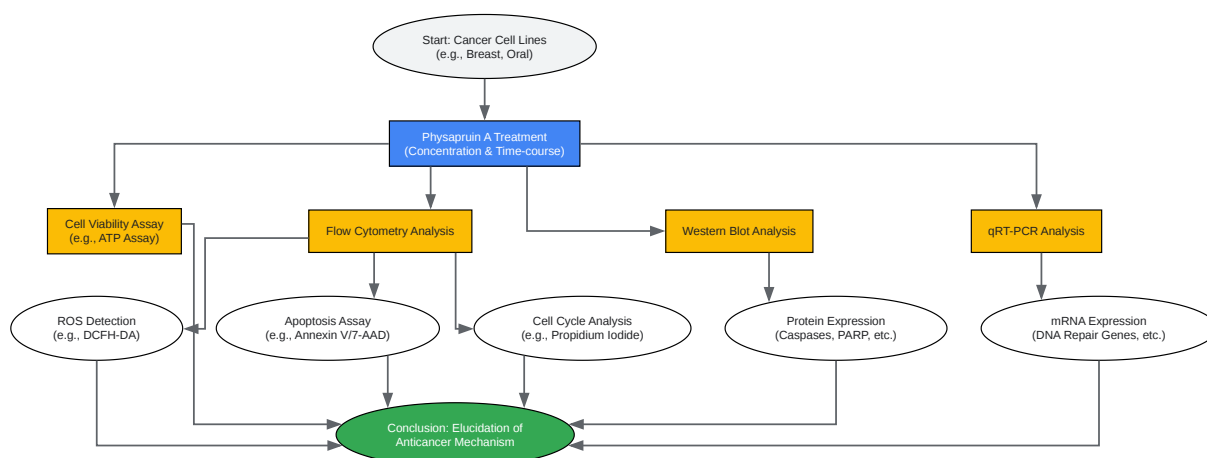 Start: Cancer Cell Lines
(e.g., Breast, Oral)
Physapruin A Treatment
(Concentration & Time-course)
Cell Viability Assay
(e.g., ATP Assay)
Flow Cytometry Analysis
Western Blot Analysis
qRT-PCR Analysis
ROS Detection
(e.g., DCFH-DA)
Apoptosis Assay
(e.g., Annexin V/7-AAD)
Cell Cycle Analysis
(e.g., Propidium Iodide)
Protein Expression
(Caspases, PARP, etc.)
mRNA Expression
(DNA Repair Genes, etc.)
Conclusion: Elucidation of
Anticancer Mechanism